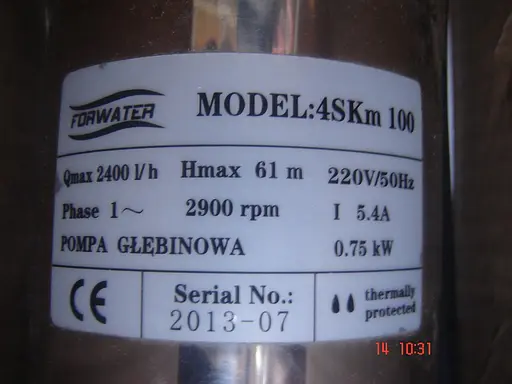 FORWATER
MODEL:4SKm 100
Qmax 2400 l/h Hmax 61 m 220V/50Hz
Phase 1~ 2900 rpm I 5.4A
POMPA GŁĘBINOWA 0.75 kW
CE
Serial No.:
2013-07
thermally
protected
14 10:31